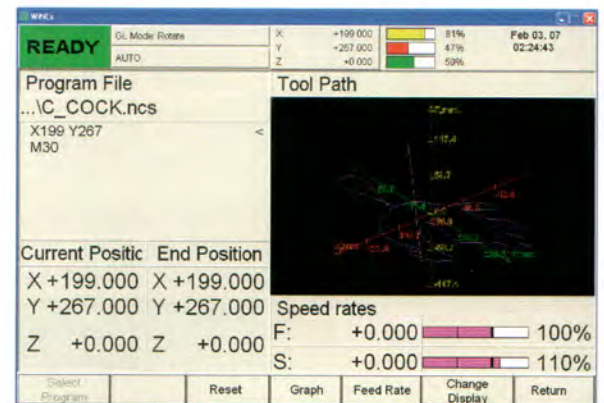 WinCs
READY
GL Mode: Rotate
AUTO
X +199.000 81%
Y +267.000 47%
Z +0.000 59%
Feb 03, 07
02:24:43
Program File
...\C_COCK.ncs
X199 Y267 <
M30
Tool Path
Current Positic End Position
X +199.000 X +199.000
Y +267.000 Y +267.000
Z +0.000 Z +0.000
Speed rates
F: +0.000 100%
S: +0.000 110%
Select Program
Reset
Graph
Feed Rate
Change Display
Return